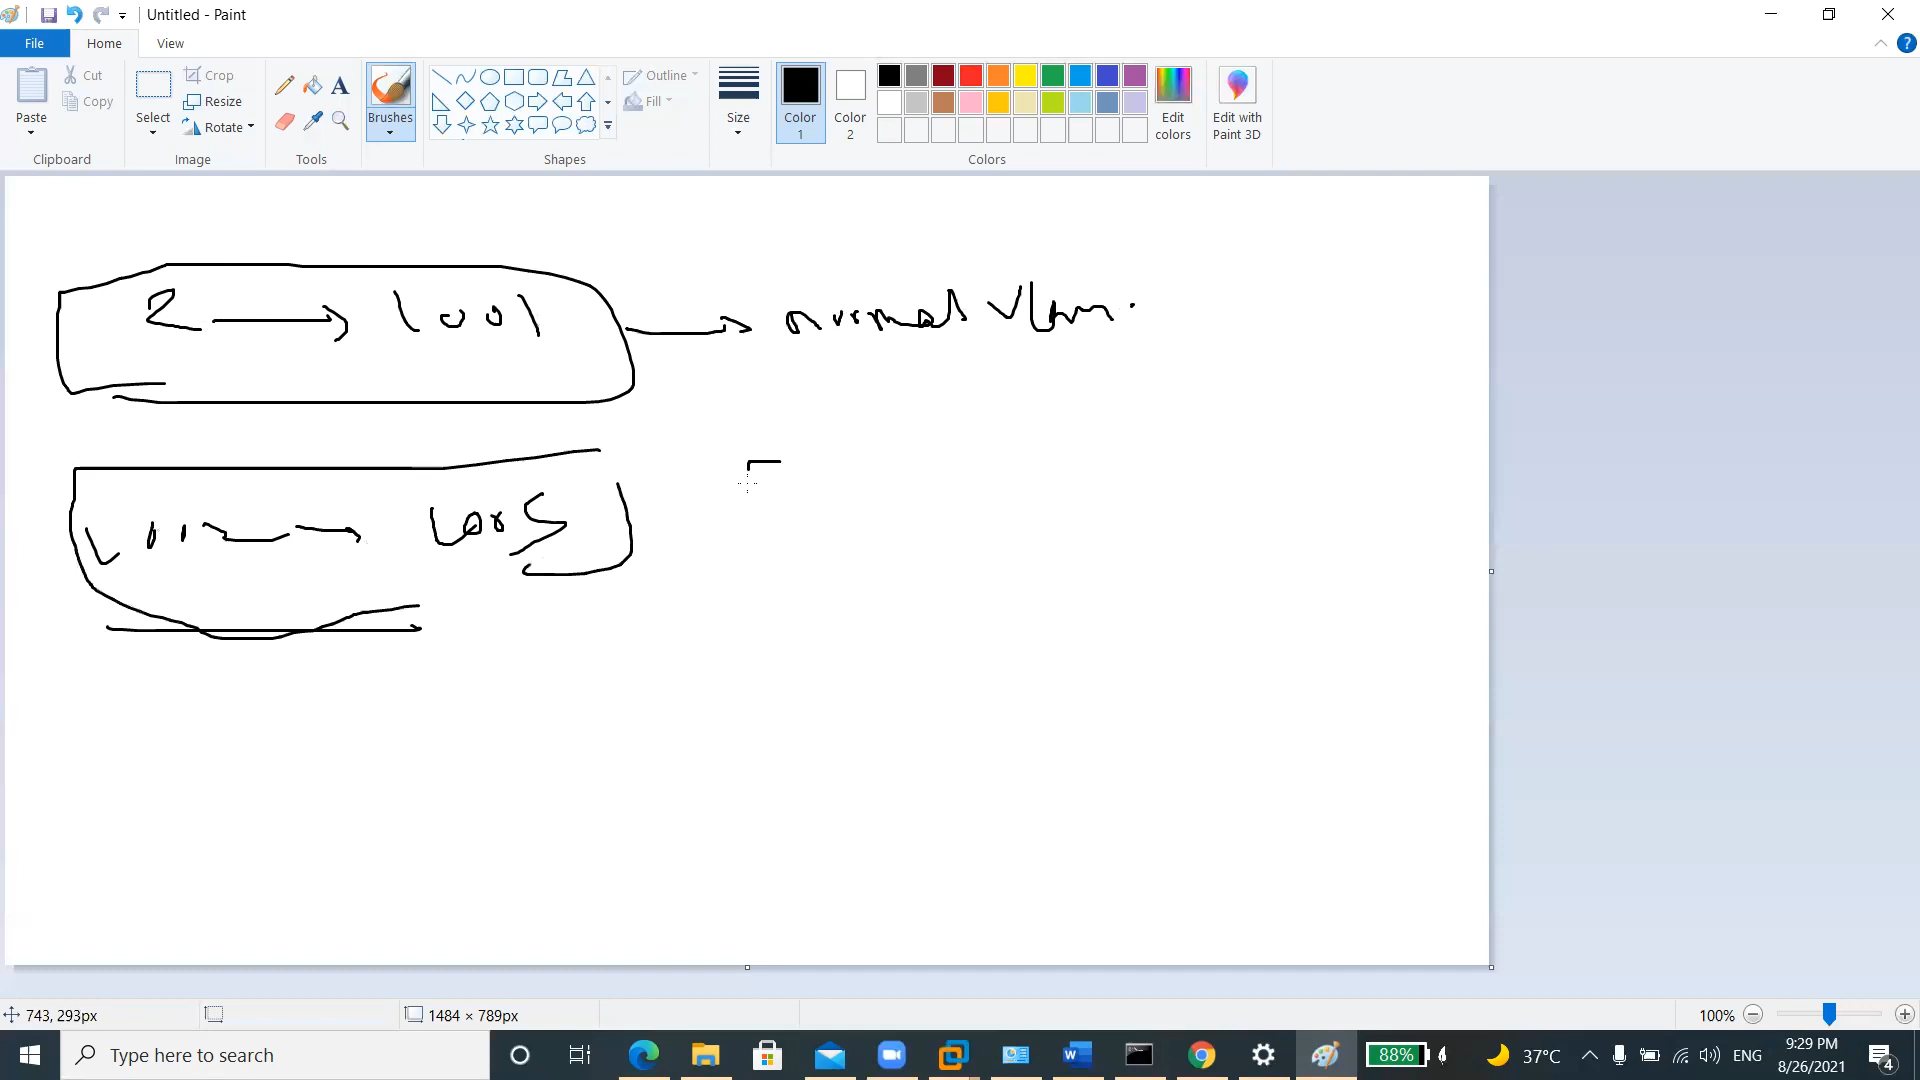 Untitled - Paint
File Home View
Paste
Cut
Copy
Clipboard
Select
Crop
Resize
Rotate
Image
A
Tools
Brushes
Outline
Fill
Shapes
Size
Color 1
Color 2
Edit colors
Colors
Edit with Paint 3D
?
2 → 1001 → normal Vlan.
1002 → 1005
743, 293px
1484 × 789px
100%
Type here to search
88%
37°C
ENG
9:29 PM
8/26/2021
4